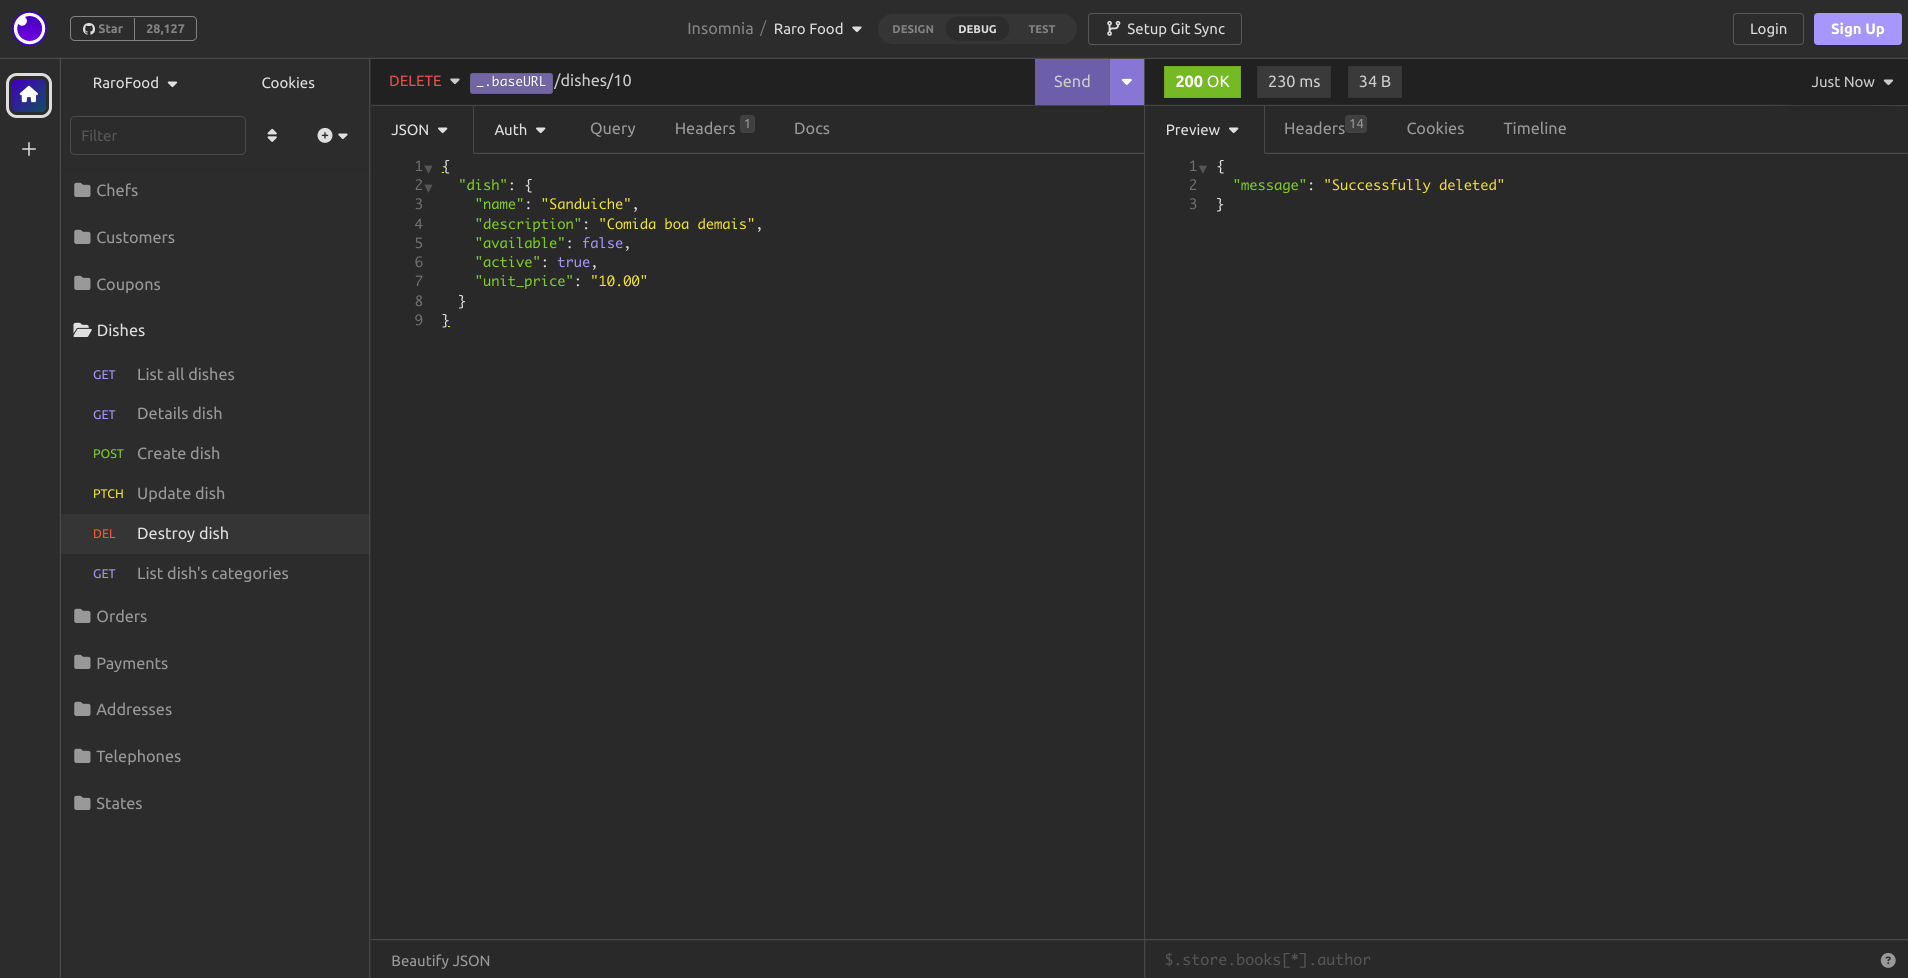 Star 28,127
Insomnia / Raro Food
DESIGN DEBUG TEST
Setup Git Sync
Login
Sign Up
RaroFood
Cookies
Filter
Chefs
Customers
Coupons
Dishes
GET List all dishes
GET Details dish
POST Create dish
PTCH Update dish
DEL Destroy dish
GET List dish's categories
Orders
Payments
Addresses
Telephones
States
DELETE _.baseURL/dishes/10
Send
JSON Auth Query Headers 1 Docs
1 {
2 "dish": {
3 "name": "Sanduiche",
4 "description": "Comida boa demais",
5 "available": false,
6 "active": true,
7 "unit_price": "10.00"
8 }
9 }
Beautify JSON
200 OK 230 ms 34 B
Just Now
Preview Headers 14 Cookies Timeline
1 {
2 "message": "Successfully deleted"
3 }
$.store.books[*].author
?